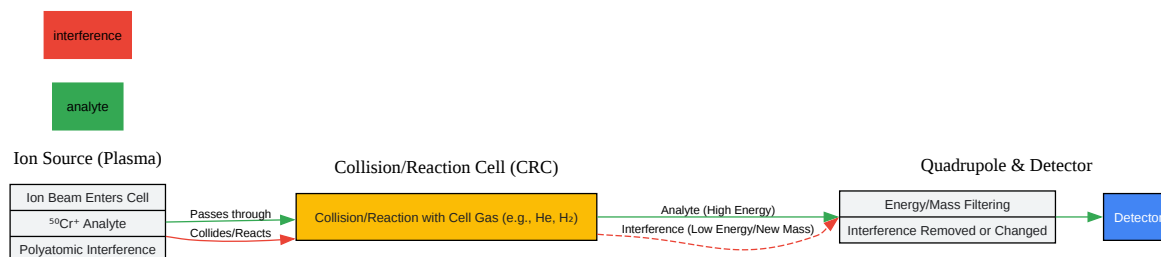 interference
analyte
Ion Source (Plasma)
Collision/Reaction Cell (CRC)
Quadrupole & Detector
Ion Beam Enters Cell
⁵⁰Cr⁺ Analyte
Polyatomic Interference
Passes through
Collides/Reacts
Collision/Reaction with Cell Gas (e.g., He, H₂)
Analyte (High Energy)
Interference (Low Energy/New Mass)
Energy/Mass Filtering
Interference Removed or Changed
Detector